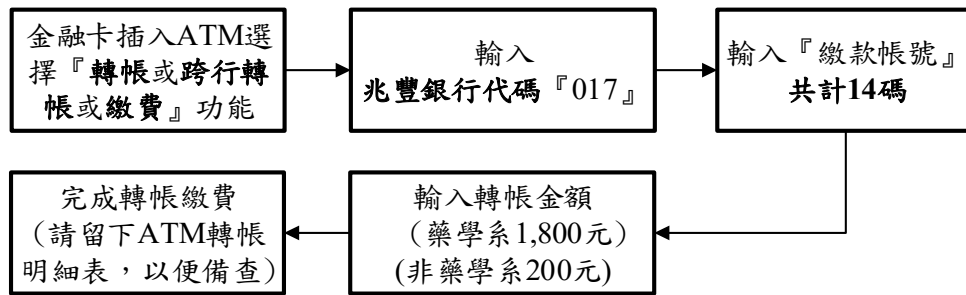 金融卡插入ATM選
擇『轉帳或跨行轉
帳或繳費』功能
輸入
兆豐銀行代碼『017』
輸入『繳款帳號』
共計14碼
輸入轉帳金額
（藥學系1,800元）
(非藥學系200元)
完成轉帳繳費
（請留下ATM轉帳
明細表，以便備查）